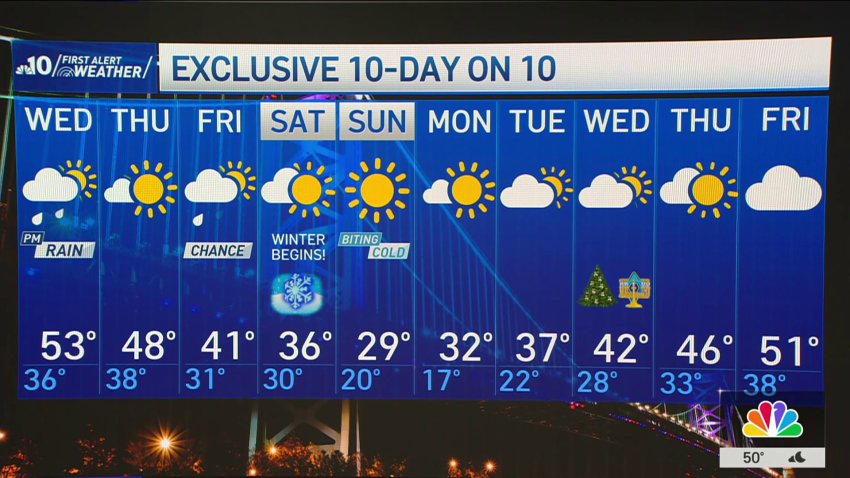 10 FIRST ALERT WEATHER
EXCLUSIVE 10-DAY ON 10
WED THU FRI SAT SUN MON TUE WED THU FRI
PM RAIN
CHANCE
WINTER BEGINS!
BITING COLD
53° 48° 41° 36° 29° 32° 37° 42° 46° 51°
36° 38° 31° 30° 20° 17° 22° 28° 33° 38°
50°